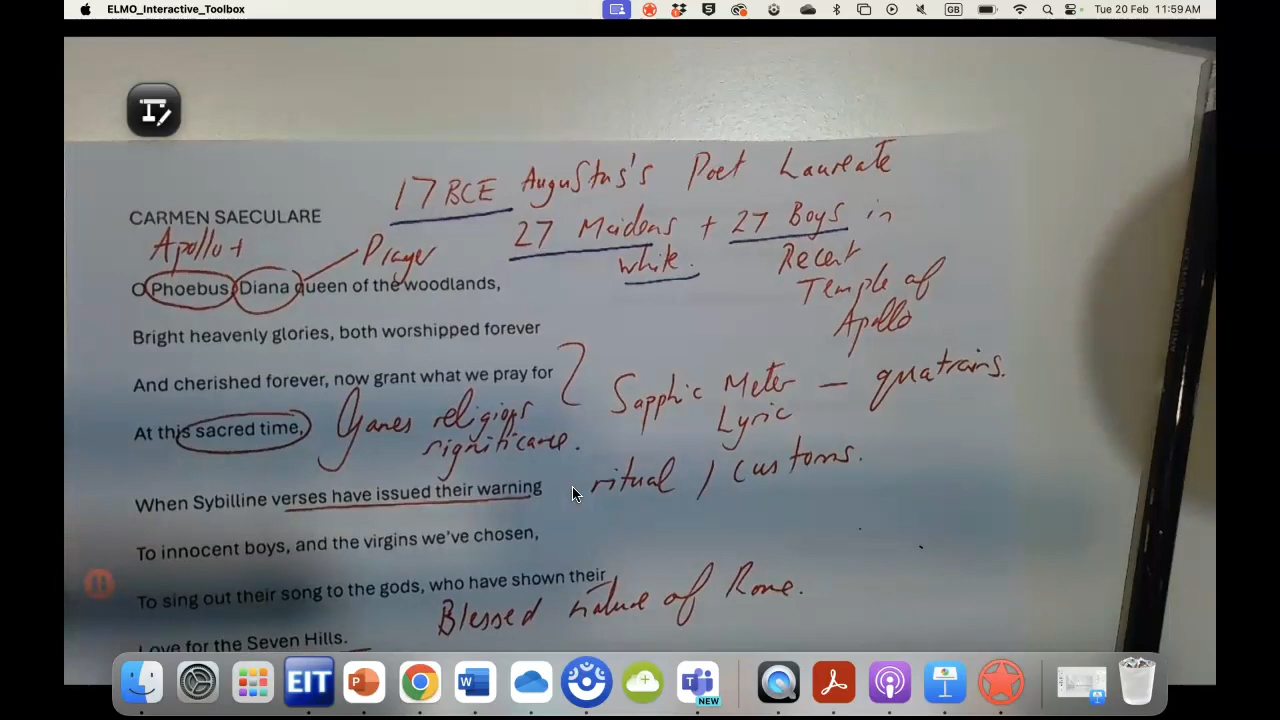 ELMO_Interactive_Toolbox
GB
Tue 20 Feb 11:59 AM
17 BCE Augustus's Poet Laureate
CARMEN SAECULARE
27 Maidens + 27 Boys in
white.
Recent
Temple of
Apollo
Apollo +
Prayer
O Phoebus, Diana queen of the woodlands,
Bright heavenly glories, both worshipped forever
And cherished forever, now grant what we pray for
Sapphic Meter – quatrains.
Lyric
At this sacred time,
Games religious
significance.
When Sybilline verses have issued their warning
ritual / customs.
To innocent boys, and the virgins we've chosen,
To sing out their song to the gods, who have shown their
Blessed nature of Rome.
Love for the Seven Hills.
EIT
P
W
T
NEW